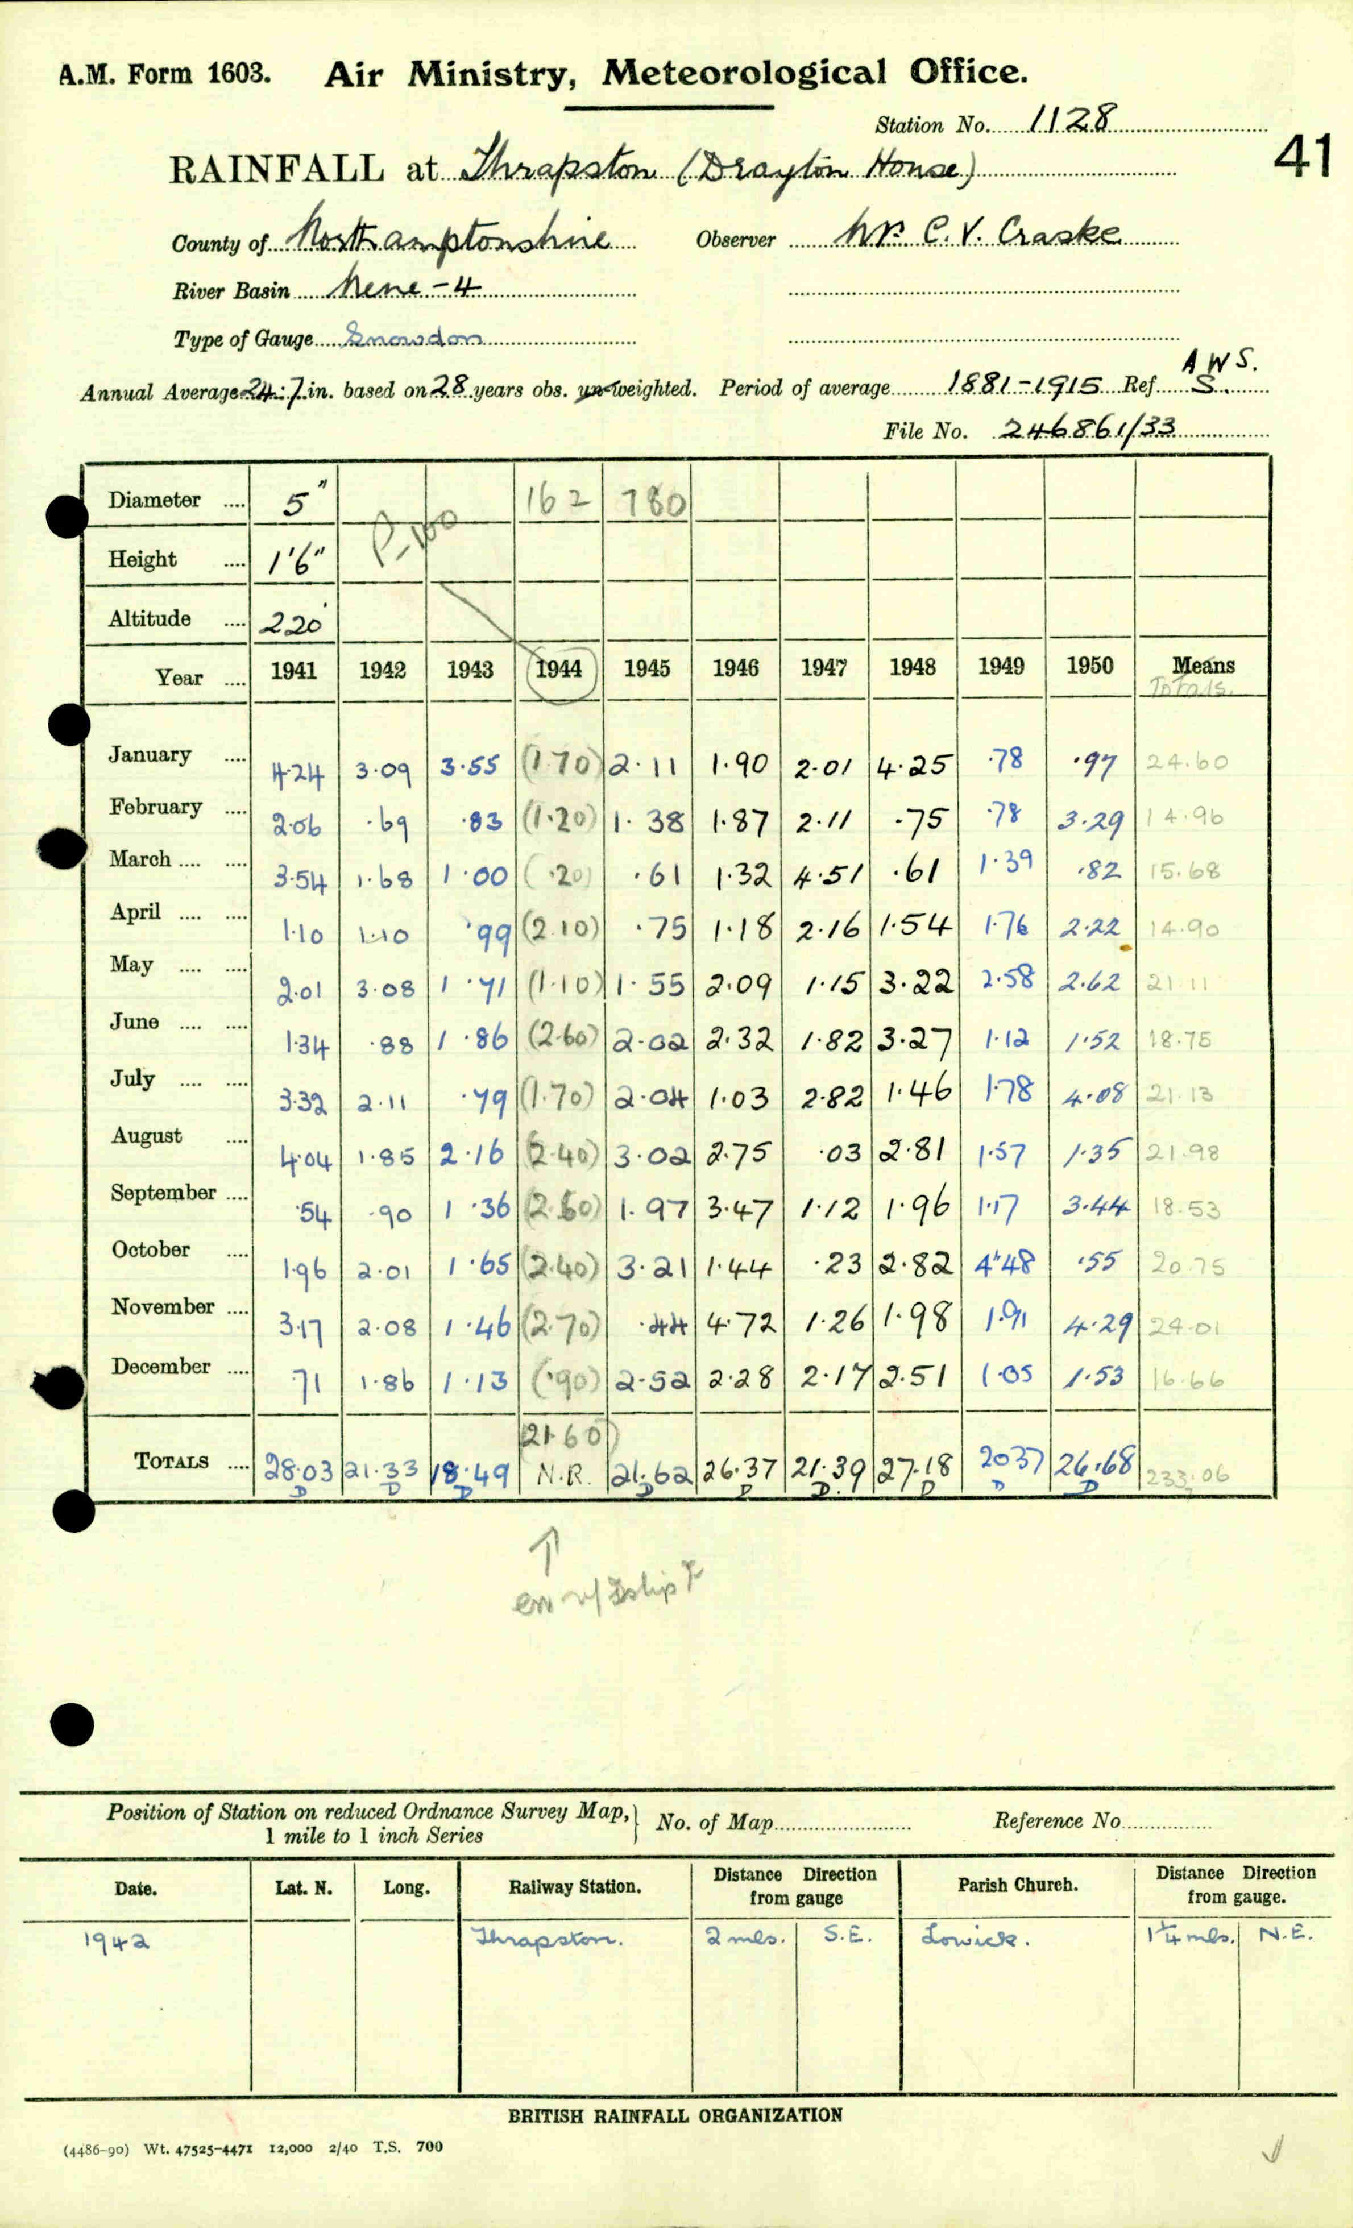 A.M. Form 1603. Air Ministry, Meteorological Office.
Station No. 1128
41
RAINFALL at Thrapston (Drayton House)
County of Northamptonshire Observer Mr. C. V. Craske
River Basin Nene - 4
Type of Gauge Snowdon
A W S.
Annual Average 24.7 in. based on 28 years obs. un-weighted. Period of average 1881-1915 Ref S.
File No. 246861/33
Diameter .... 5" 162 780
P-100
Height .... 1'6"
Altitude .... 220'
Year .... 1941 1942 1943 1944 1945 1946 1947 1948 1949 1950 Means
Totals.
January .... 4.24 3.09 3.55 (1.70) 2.11 1.90 2.01 4.25 .78 .97 24.60
February .... 2.06 .69 .83 (1.20) 1.38 1.87 2.11 .75 .78 3.29 14.96
March .... .... 3.54 1.68 1.00 (.20) .61 1.32 4.51 .61 1.39 .82 15.68
April .... .... 1.10 1.10 .99 (2.10) .75 1.18 2.16 1.54 1.76 2.22 14.90
May .... .... 2.01 3.08 1.71 (1.10) 1.55 2.09 1.15 3.22 2.58 2.62 21.11
June .... .... 1.34 .88 1.86 (2.60) 2.02 2.32 1.82 3.27 1.12 1.52 18.75
July .... .... 3.32 2.11 .79 (1.70) 2.04 1.03 2.82 1.46 1.78 4.08 21.13
August .... 4.04 1.85 2.16 (2.40) 3.02 2.75 .03 2.81 1.57 1.35 21.98
September .... .54 .90 1.36 (2.60) 1.97 3.47 1.12 1.96 1.17 3.44 18.53
October .... 1.96 2.01 1.65 (2.40) 3.21 1.44 .23 2.82 4.48 .55 20.75
November .... 3.17 2.08 1.46 (2.70) .44 4.72 1.26 1.98 1.91 4.29 24.01
December .... 71 1.86 1.13 (.90) 2.52 2.28 2.17 2.51 1.05 1.53 16.66
21.60)
TOTALS .... 28.03 21.33 18.49 N.R. 21.62 26.37 21.39 27.18 20 37 26.68 233.06
D D D D D D. D D D
Position of Station on reduced Ordnance Survey Map,} No. of Map Reference No
1 mile to 1 inch Series
Date. Lat. N. Long. Railway Station. Distance Direction from gauge Parish Church. Distance Direction from gauge.
1942 Thrapston. 2 mls. S.E. Lowick. 1¼ mls. N.E.
BRITISH RAINFALL ORGANIZATION
(4486-90) Wt. 47525-4471 12,000 2/40 T.S. 700